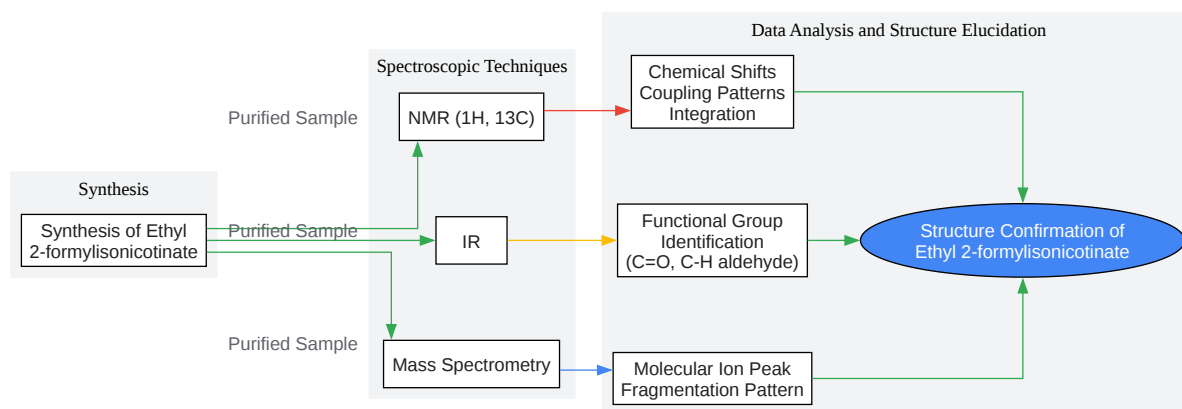 Data Analysis and Structure Elucidation
Spectroscopic Techniques
Chemical Shifts
Coupling Patterns
Integration
Purified Sample
NMR (1H, 13C)
Synthesis
Synthesis of Ethyl
2-formylisonicotinate
Purified Sample
IR
Functional Group
Identification
(C=O, C-H aldehyde)
Structure Confirmation of
Ethyl 2-formylisonicotinate
Purified Sample
Mass Spectrometry
Molecular Ion Peak
Fragmentation Pattern